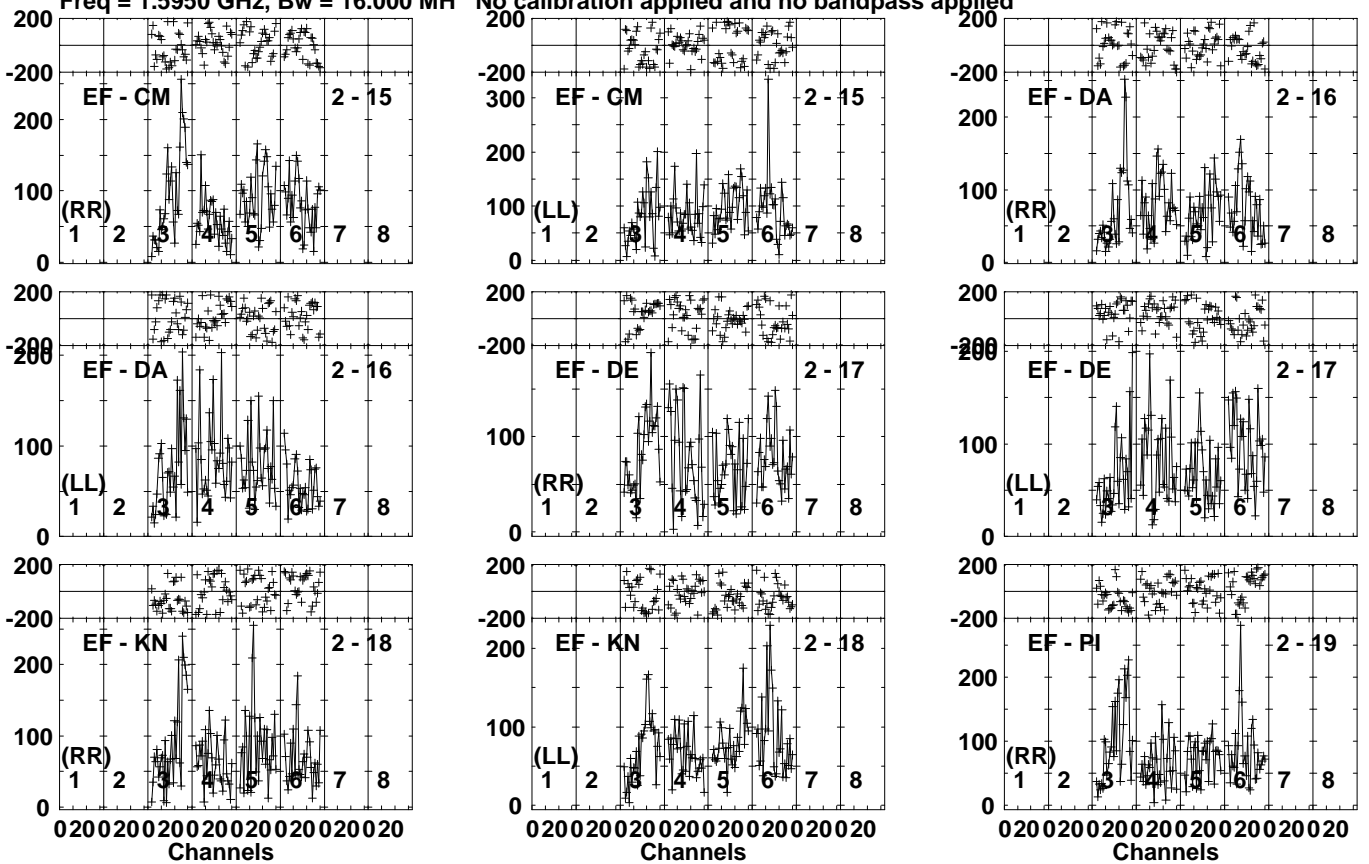 Freq = 1.5950 GHz, Bw = 16.000 MH No calibration applied and no bandpass applied
200 200 200
-200 -200 -200
EF - CM 2 - 15 EF - CM 2 - 15 EF - DA 2 - 16
300
200 200 200
100 100 100
(RR) (LL) (RR)
1 2 3 4 5 6 7 8 1 2 3 4 5 6 7 8 1 2 3 4 5 6 7 8
0 0 0
200 200 200
-200 -200 -200
200 200
EF - DA 2 - 16 EF - DE 2 - 17 EF - DE 2 - 17
100 100 100
(LL) (RR) (LL)
1 2 3 4 5 6 7 8 1 2 3 4 5 6 7 8 1 2 3 4 5 6 7 8
0 0 0
200 200 200
-200 -200 -200
EF - KN 2 - 18 EF - KN 2 - 18 EF - PI 2 - 19
200 200 200
100 100 100
(RR) (LL) (RR)
1 2 3 4 5 6 7 8 1 2 3 4 5 6 7 8 1 2 3 4 5 6 7 8
0 0 0
0 20 0 20 0 20 0 20 0 20 0 20 0 20 0 20 0 20 0 20 0 20 0 20 0 20 0 20 0 20 0 20 0 20 0 20 0 20 0 20 0 20 0 20 0 20 0 20
Channels Channels Channels